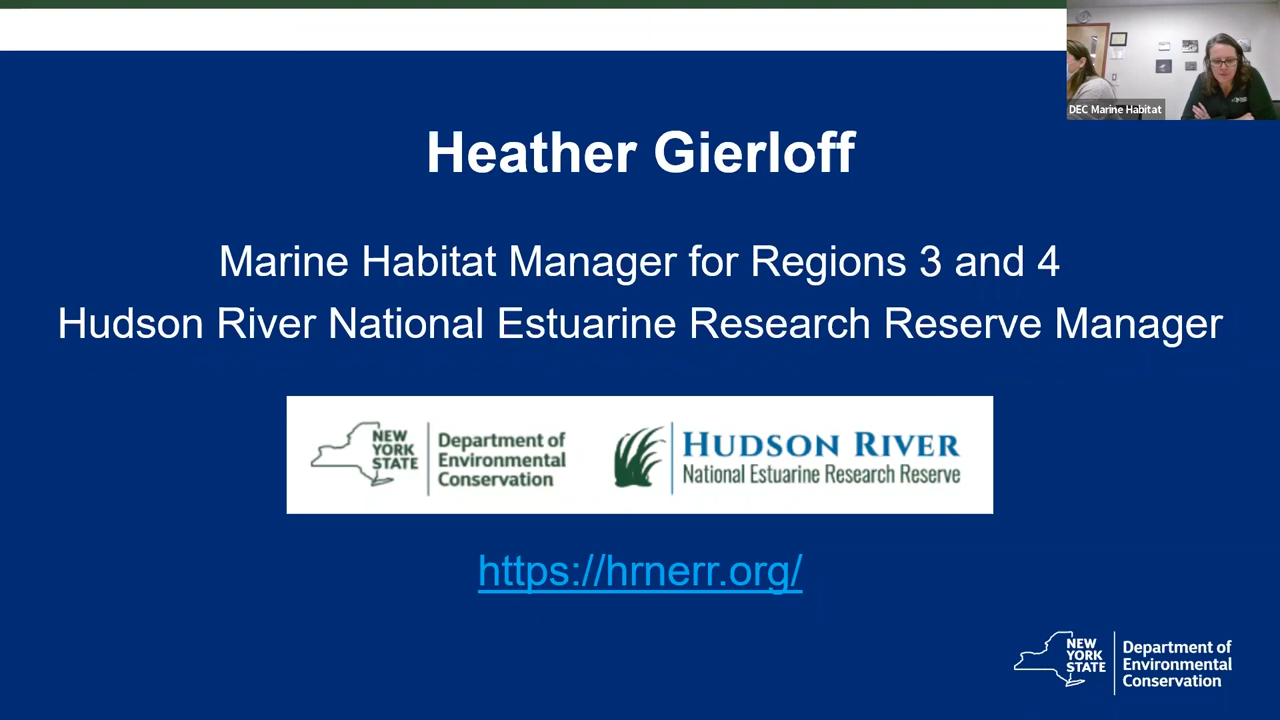 DEC Marine Habitat
Heather Gierloff
Marine Habitat Manager for Regions 3 and 4
Hudson River National Estuarine Research Reserve Manager
NEW
YORK
STATE
Department of
Environmental
Conservation
HUDSON RIVER
National Estuarine Research Reserve
https://hrnerr.org/
NEW
YORK
STATE
Department of
Environmental
Conservation